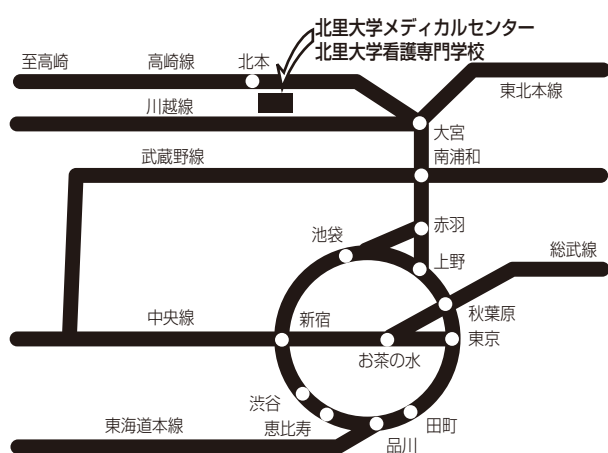 北里大学メディカルセンター
北里大学看護専門学校
至高崎
高崎線
北本
東北本線
川越線
大宮
武蔵野線
南浦和
赤羽
池袋
上野
総武線
秋葉原
中央線
新宿
東京
お茶の水
渋谷
恵比寿
田町
東海道本線
品川